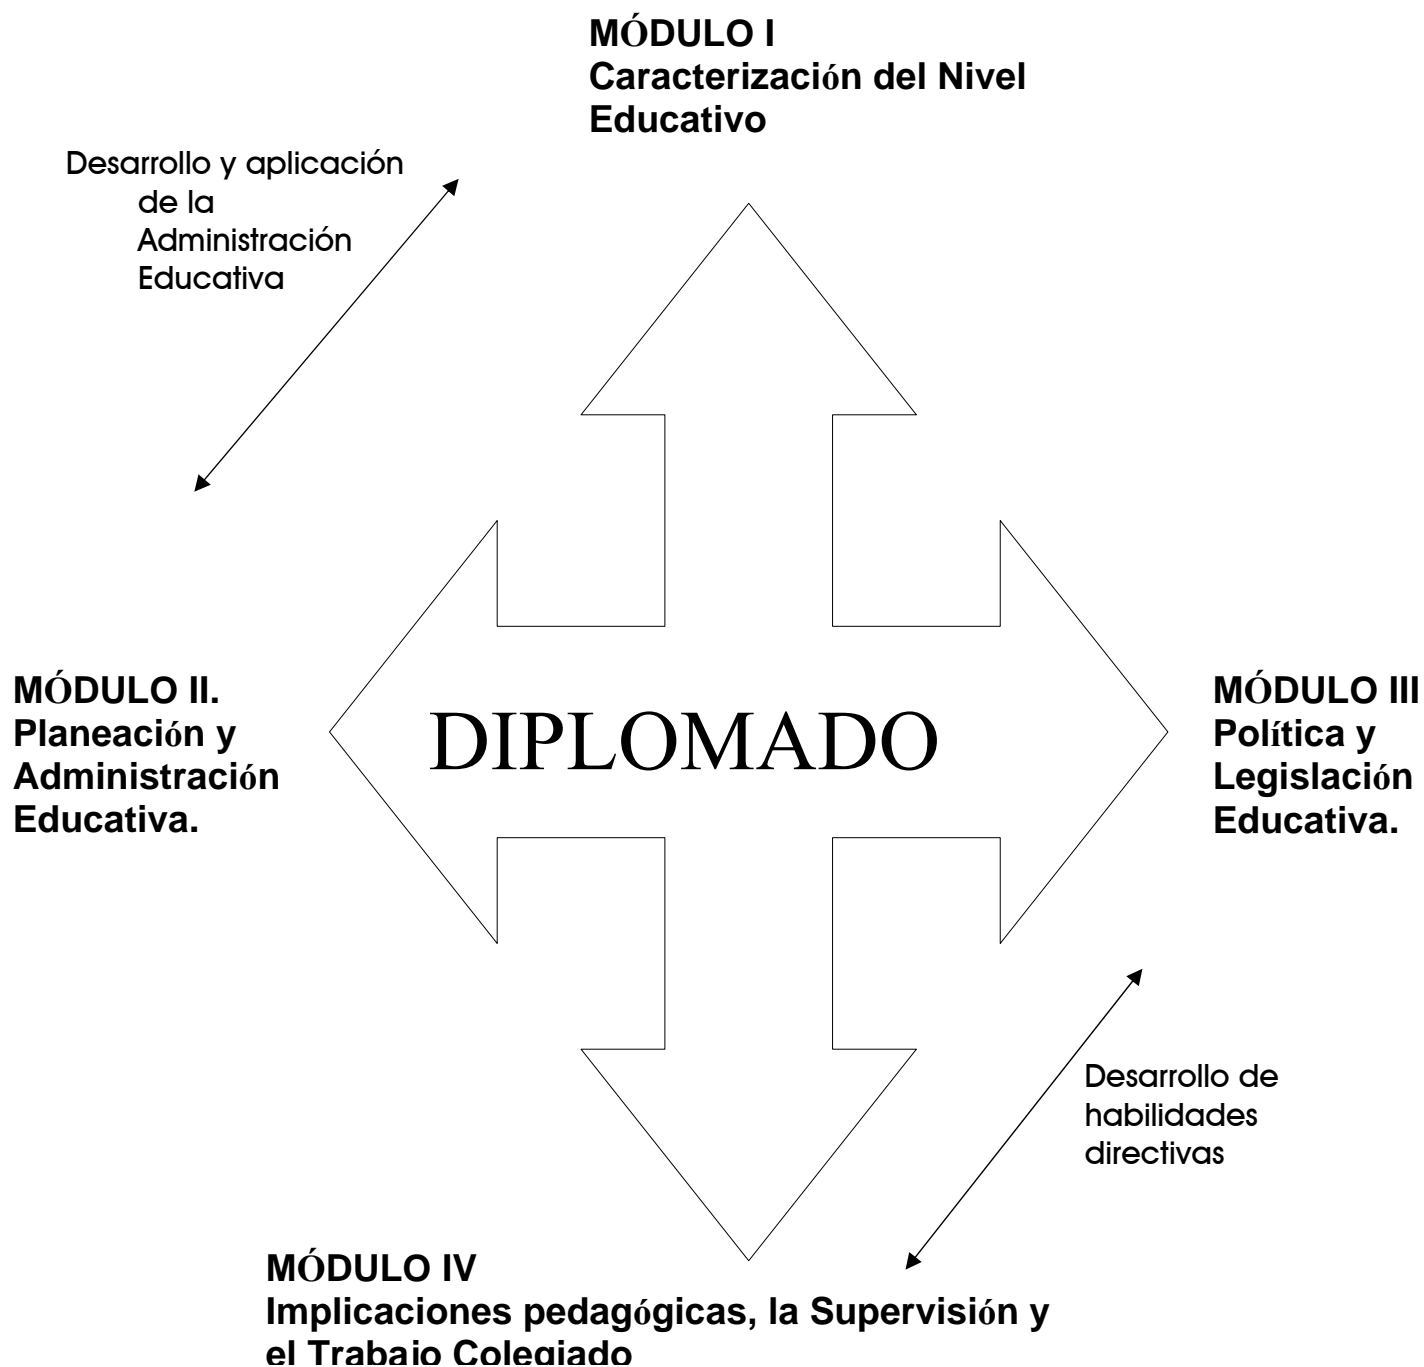 MÓDULO I
Caracterización del Nivel
Educativo
Desarrollo y aplicación
de la
Administración
Educativa
MÓDULO II.
Planeación y
Administración
Educativa.
DIPLOMADO
MÓDULO III
Política y
Legislación
Educativa.
Desarrollo de
habilidades
directivas
MÓDULO IV
Implicaciones pedagógicas, la Supervisión y
el Trabajo Colegiado